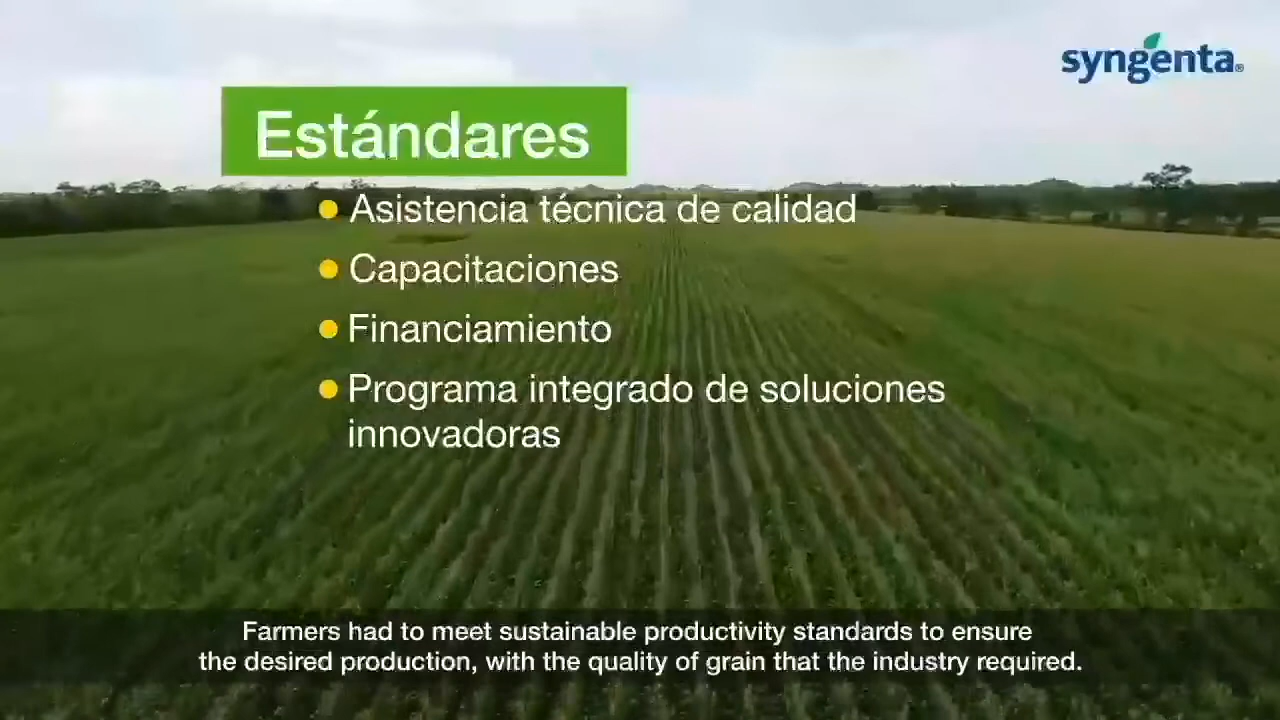 syngenta®
Estándares
Asistencia técnica de calidad
Capacitaciones
Financiamiento
Programa integrado de soluciones
innovadoras
Farmers had to meet sustainable productivity standards to ensure
the desired production, with the quality of grain that the industry required.